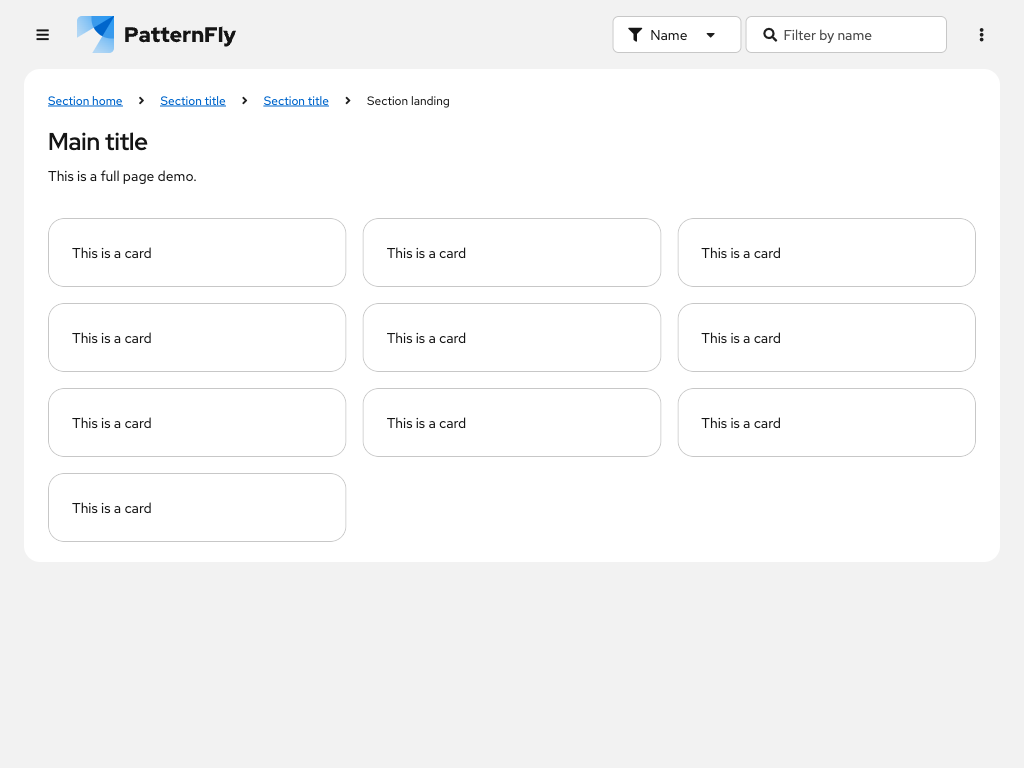 PatternFly Name Filter by name
Section home Section title Section title Section landing
Main title
This is a full page demo.
This is a card This is a card This is a card
This is a card This is a card This is a card
This is a card This is a card This is a card
This is a card